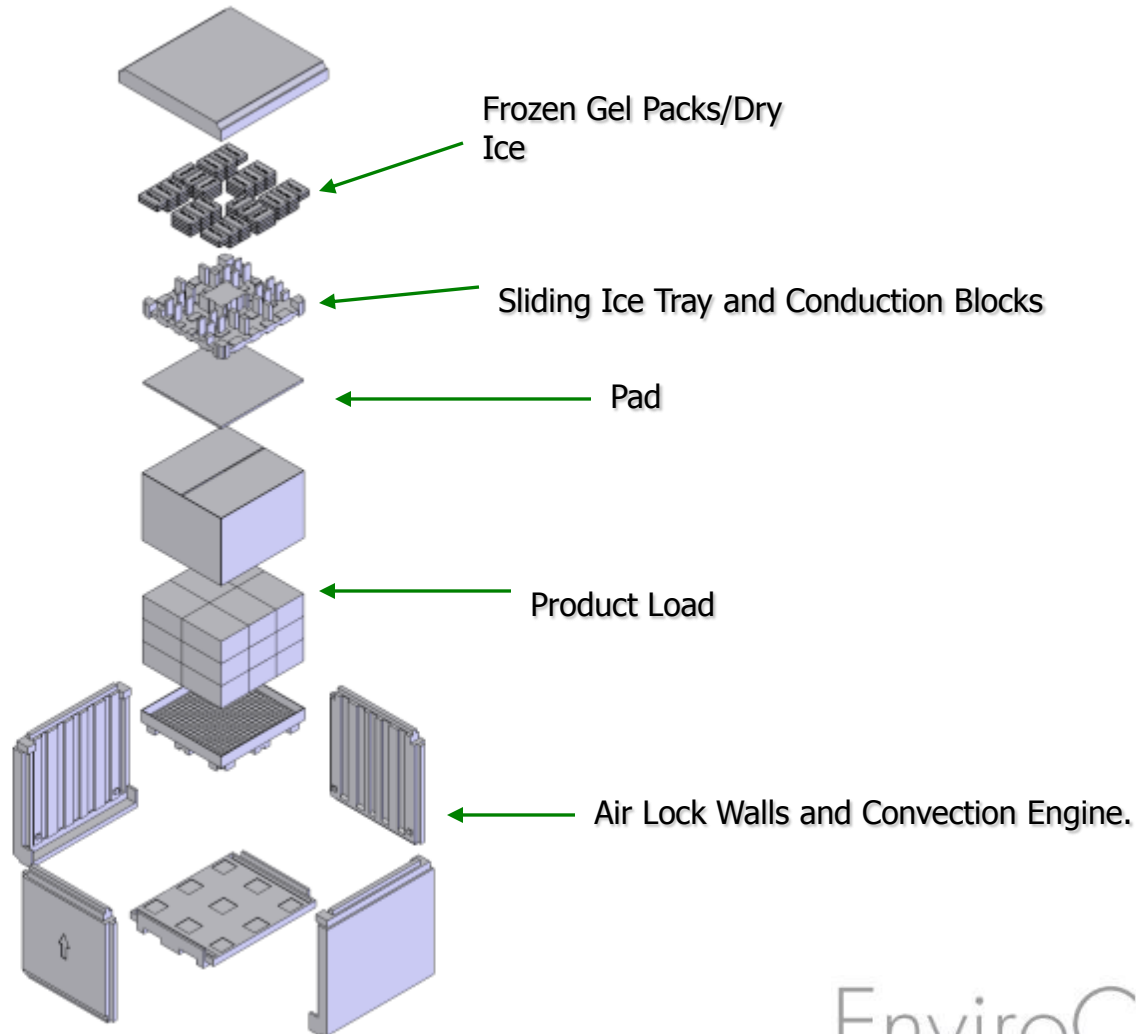 Frozen Gel Packs/Dry
Ice
Sliding Ice Tray and Conduction Blocks
Pad
Product Load
Air Lock Walls and Convection Engine.
EnviroC